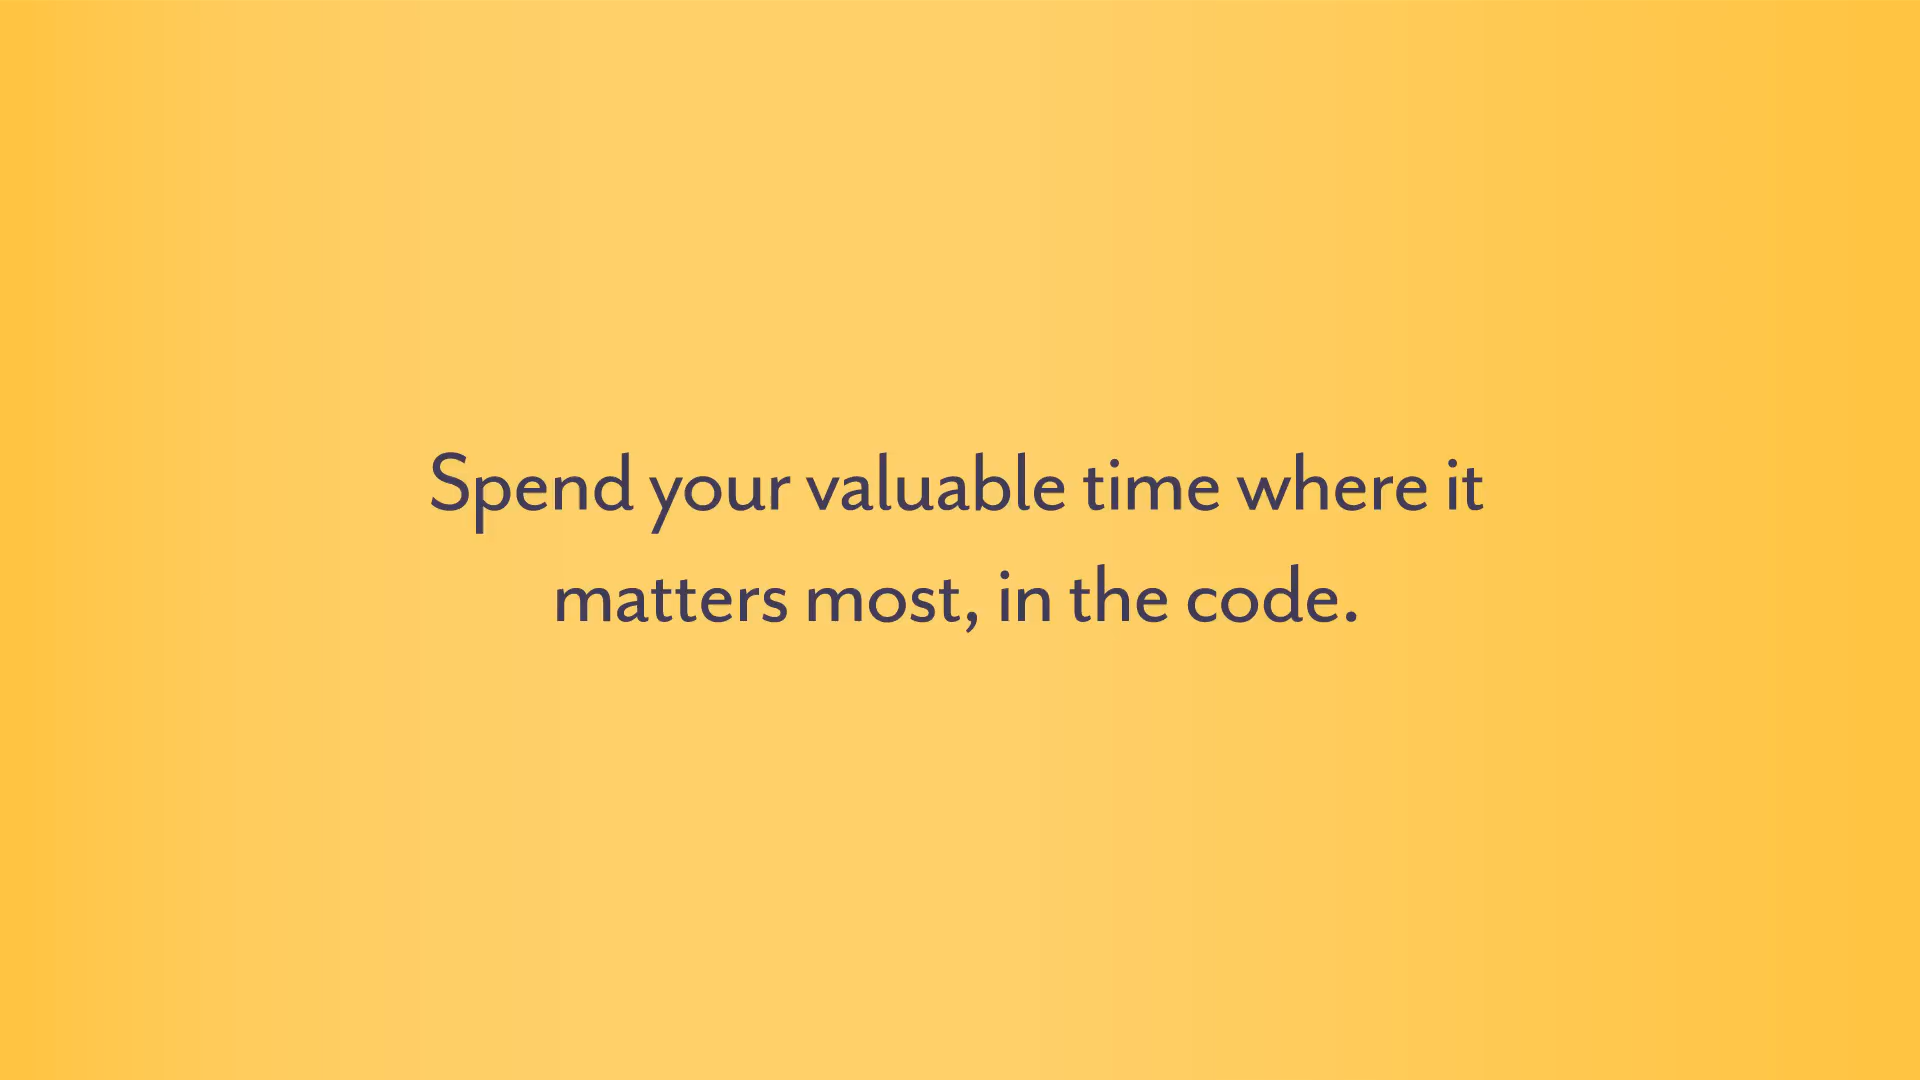 Spend your valuable time where it
matters most, in the code.